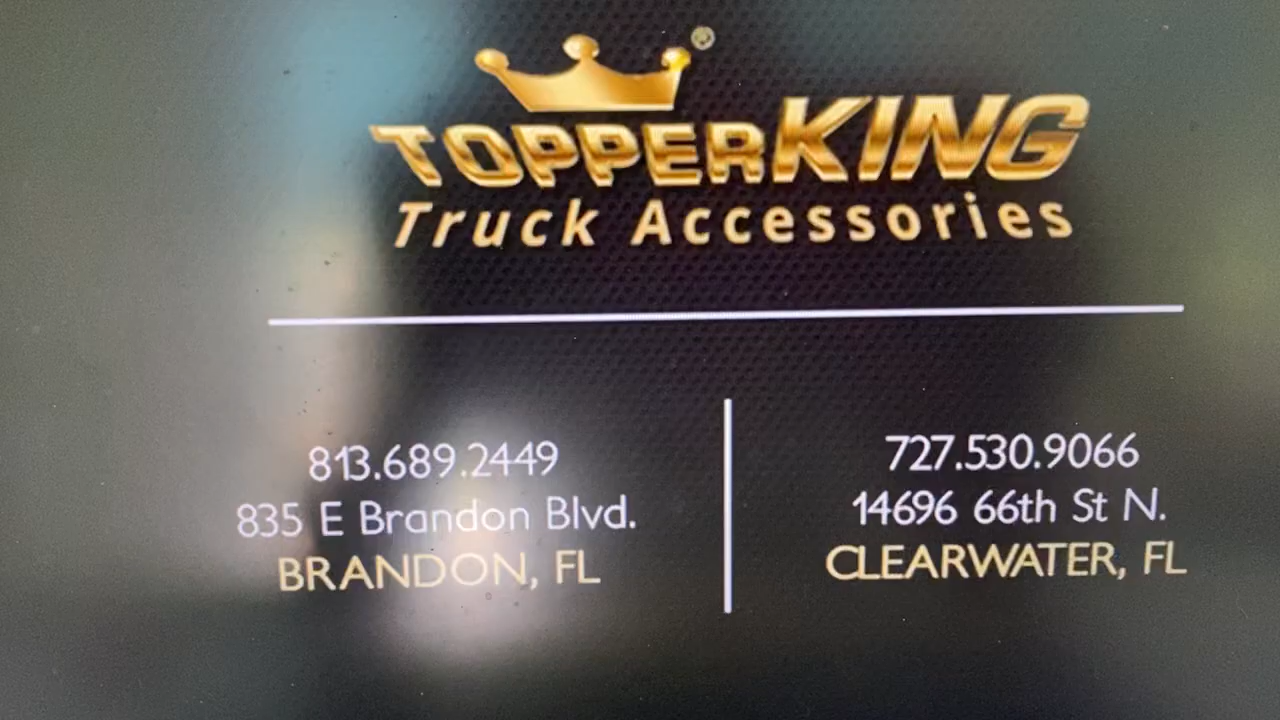 ®
TOPPERKING
Truck Accessories
813.689.2449
835 E Brandon Blvd.
BRANDON, FL
727.530.9066
14696 66th St N.
CLEARWATER, FL